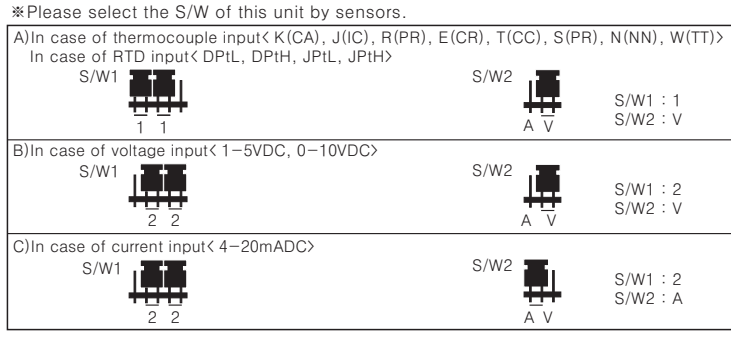 ※Please select the S/W of this unit by sensors.
A)In case of thermocouple input< K(CA), J(IC), R(PR), E(CR), T(CC), S(PR), N(NN), W(TT)>
In case of RTD input< DPtL, DPtH, JPtL, JPtH>
S/W1
1 1
S/W2
A V
S/W1 : 1
S/W2 : V
B)In case of voltage input< 1-5VDC, 0-10VDC>
S/W1
2 2
S/W2
A V
S/W1 : 2
S/W2 : V
C)In case of current input< 4-20mADC>
S/W1
2 2
S/W2
A V
S/W1 : 2
S/W2 : A